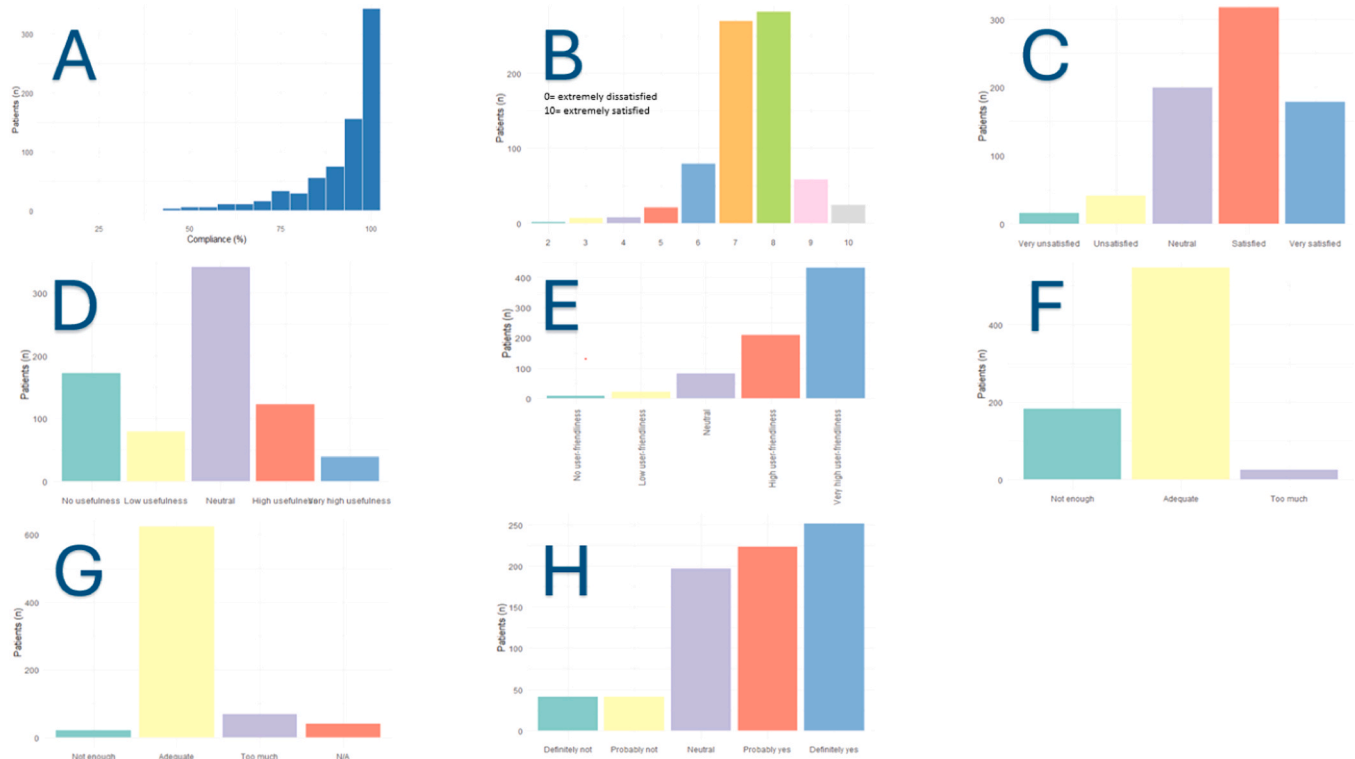 A
Patients (n)
300
200
100
0
25
50
75
100
Compliance (%)
B
0= extremely dissatisfied
10= extremely satisfied
Patients (n)
200
100
0
2 3 4 5 6 7 8 9 10
C
Patients (n)
300
200
100
0
Very unsatisfied Unsatisfied Neutral Satisfied Very satisfied
D
Patients (n)
300
200
100
0
No usefulness Low usefulness Neutral High usefulness Very high usefulness
E
Patients (n)
400
300
200
100
0
No user-friendliness
Low user-friendliness
Neutral
High user-friendliness
Very high user-friendliness
F
Patients (n)
400
200
0
Not enough Adequate Too much
G
Patients (n)
600
400
200
0
Not enough Adequate Too much N/A
H
Patients (n)
250
200
150
100
50
0
Definitely not Probably not Neutral Probably yes Definitely yes